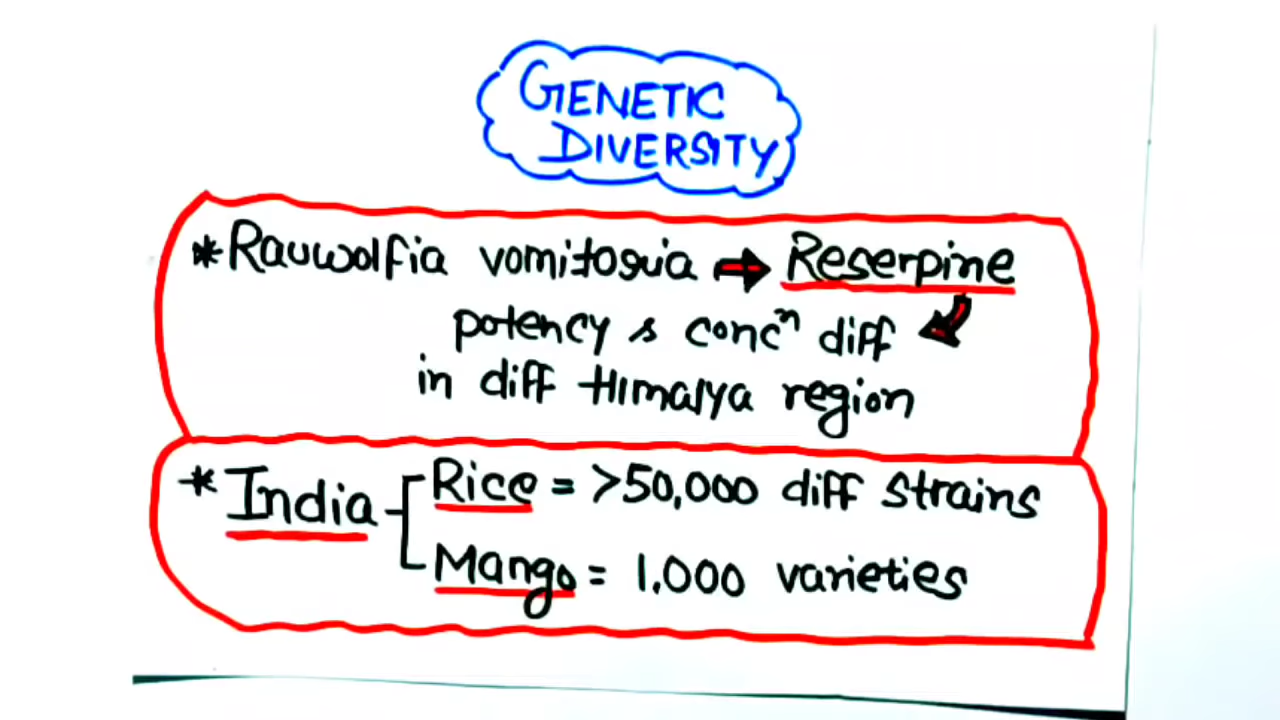 GENETIC
DIVERSITY
* Rauwolfia vomitoria → Reserpine
potency & concⁿ diff
in diff Himalya region
* India
Rice = >50,000 diff strains
Mango = 1,000 varieties